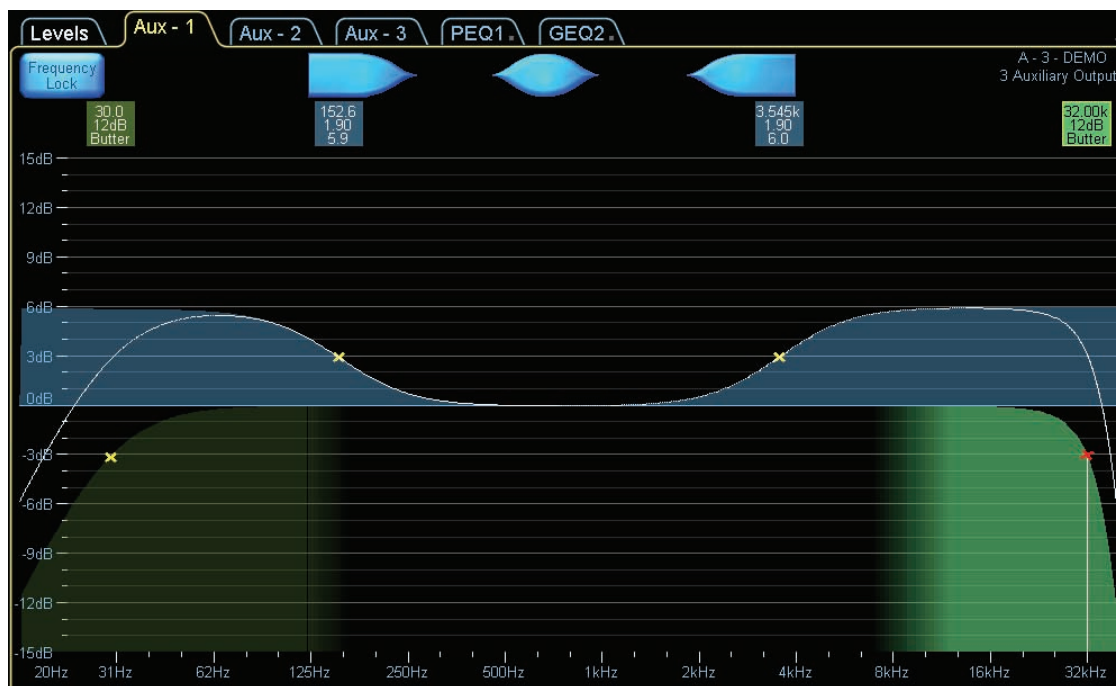 Levels
Aux - 1
Aux - 2
Aux - 3
PEQ1
GEQ2
Frequency
Lock
A - 3 - DEMO
3 Auxiliary Output
30.0
12dB
Butter
152.6
1.90
5.9
3.545k
1.90
6.0
32.00k
12dB
Butter
15dB
12dB
9dB
6dB
3dB
0dB
-3dB
-6dB
-9dB
-12dB
-15dB
20Hz 31Hz 62Hz 125Hz 250Hz 500Hz 1kHz 2kHz 4kHz 8kHz 16kHz 32kHz